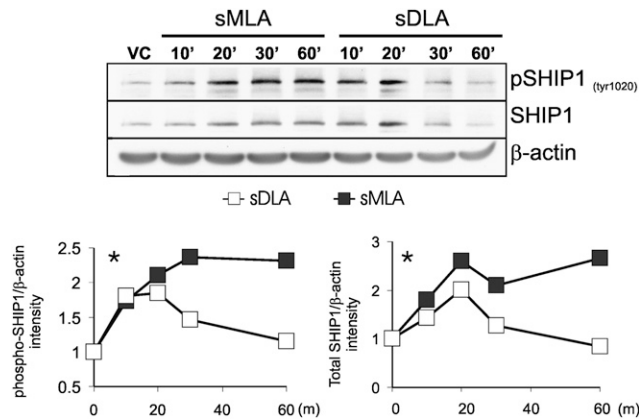 sMLA sDLA
VC 10’ 20’ 30’ 60’ 10’ 20’ 30’ 60’
pSHIP1 (tyr1020)
SHIP1
β-actin
sDLA sMLA
phospho-SHIP1/β-actin
intensity
*
2.5
2
1.5
1
0.5
0 20 40 60 (m)
Total SHIP1/β-actin
intensity
*
3
2
1
0
0 20 40 60 (m)